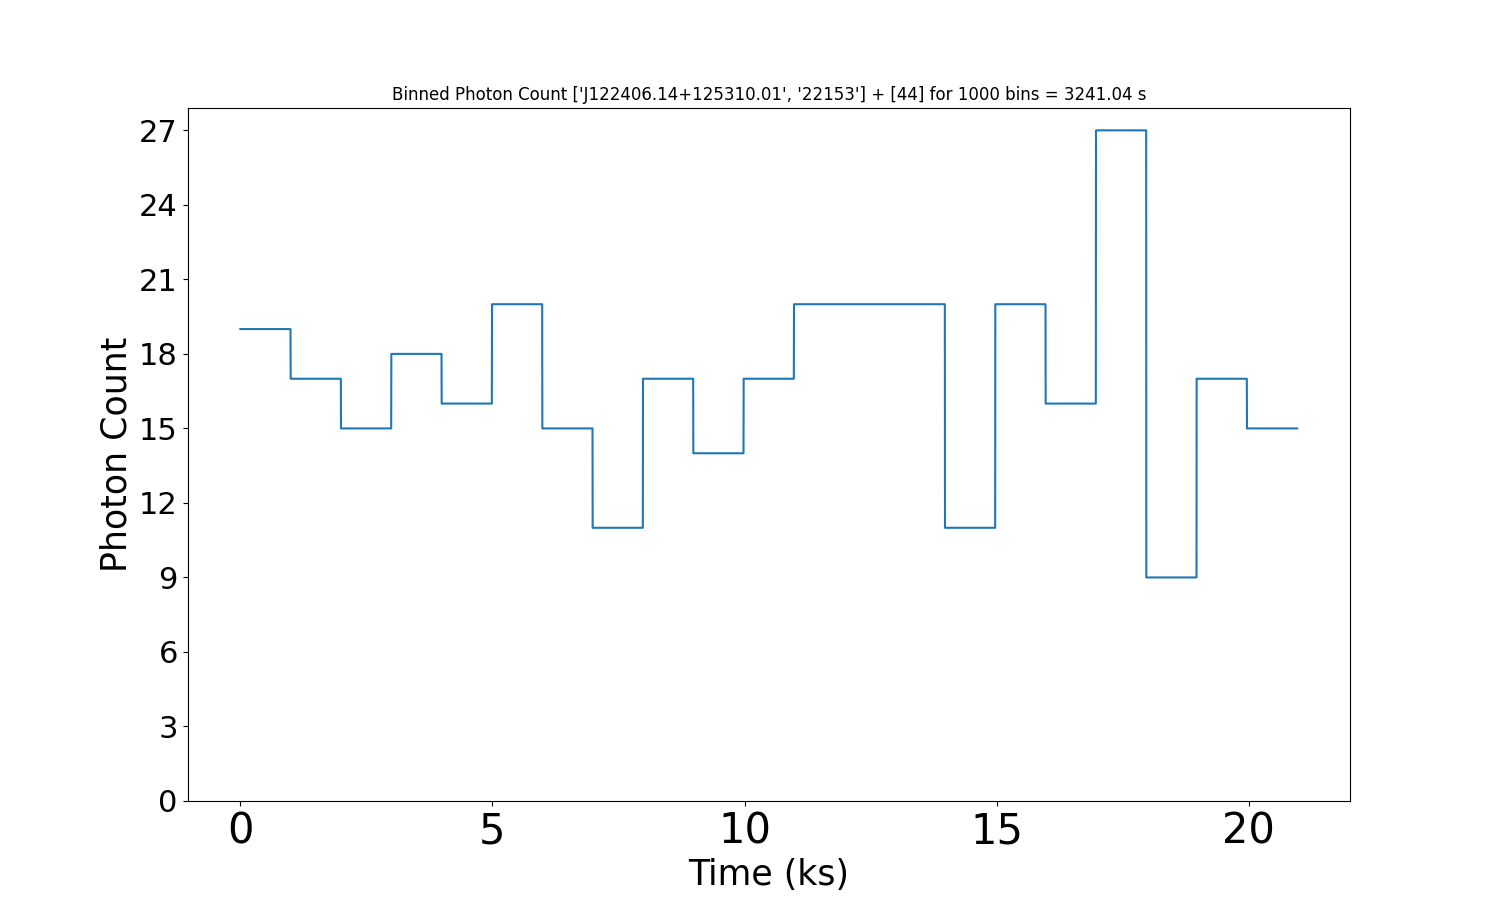 Binned Photon Count ['J122406.14+125310.01', '22153'] + [44] for 1000 bins = 3241.04 s
27
24
21
18
15
12
9
6
3
0
Photon Count
0 5 10 15 20
Time (ks)